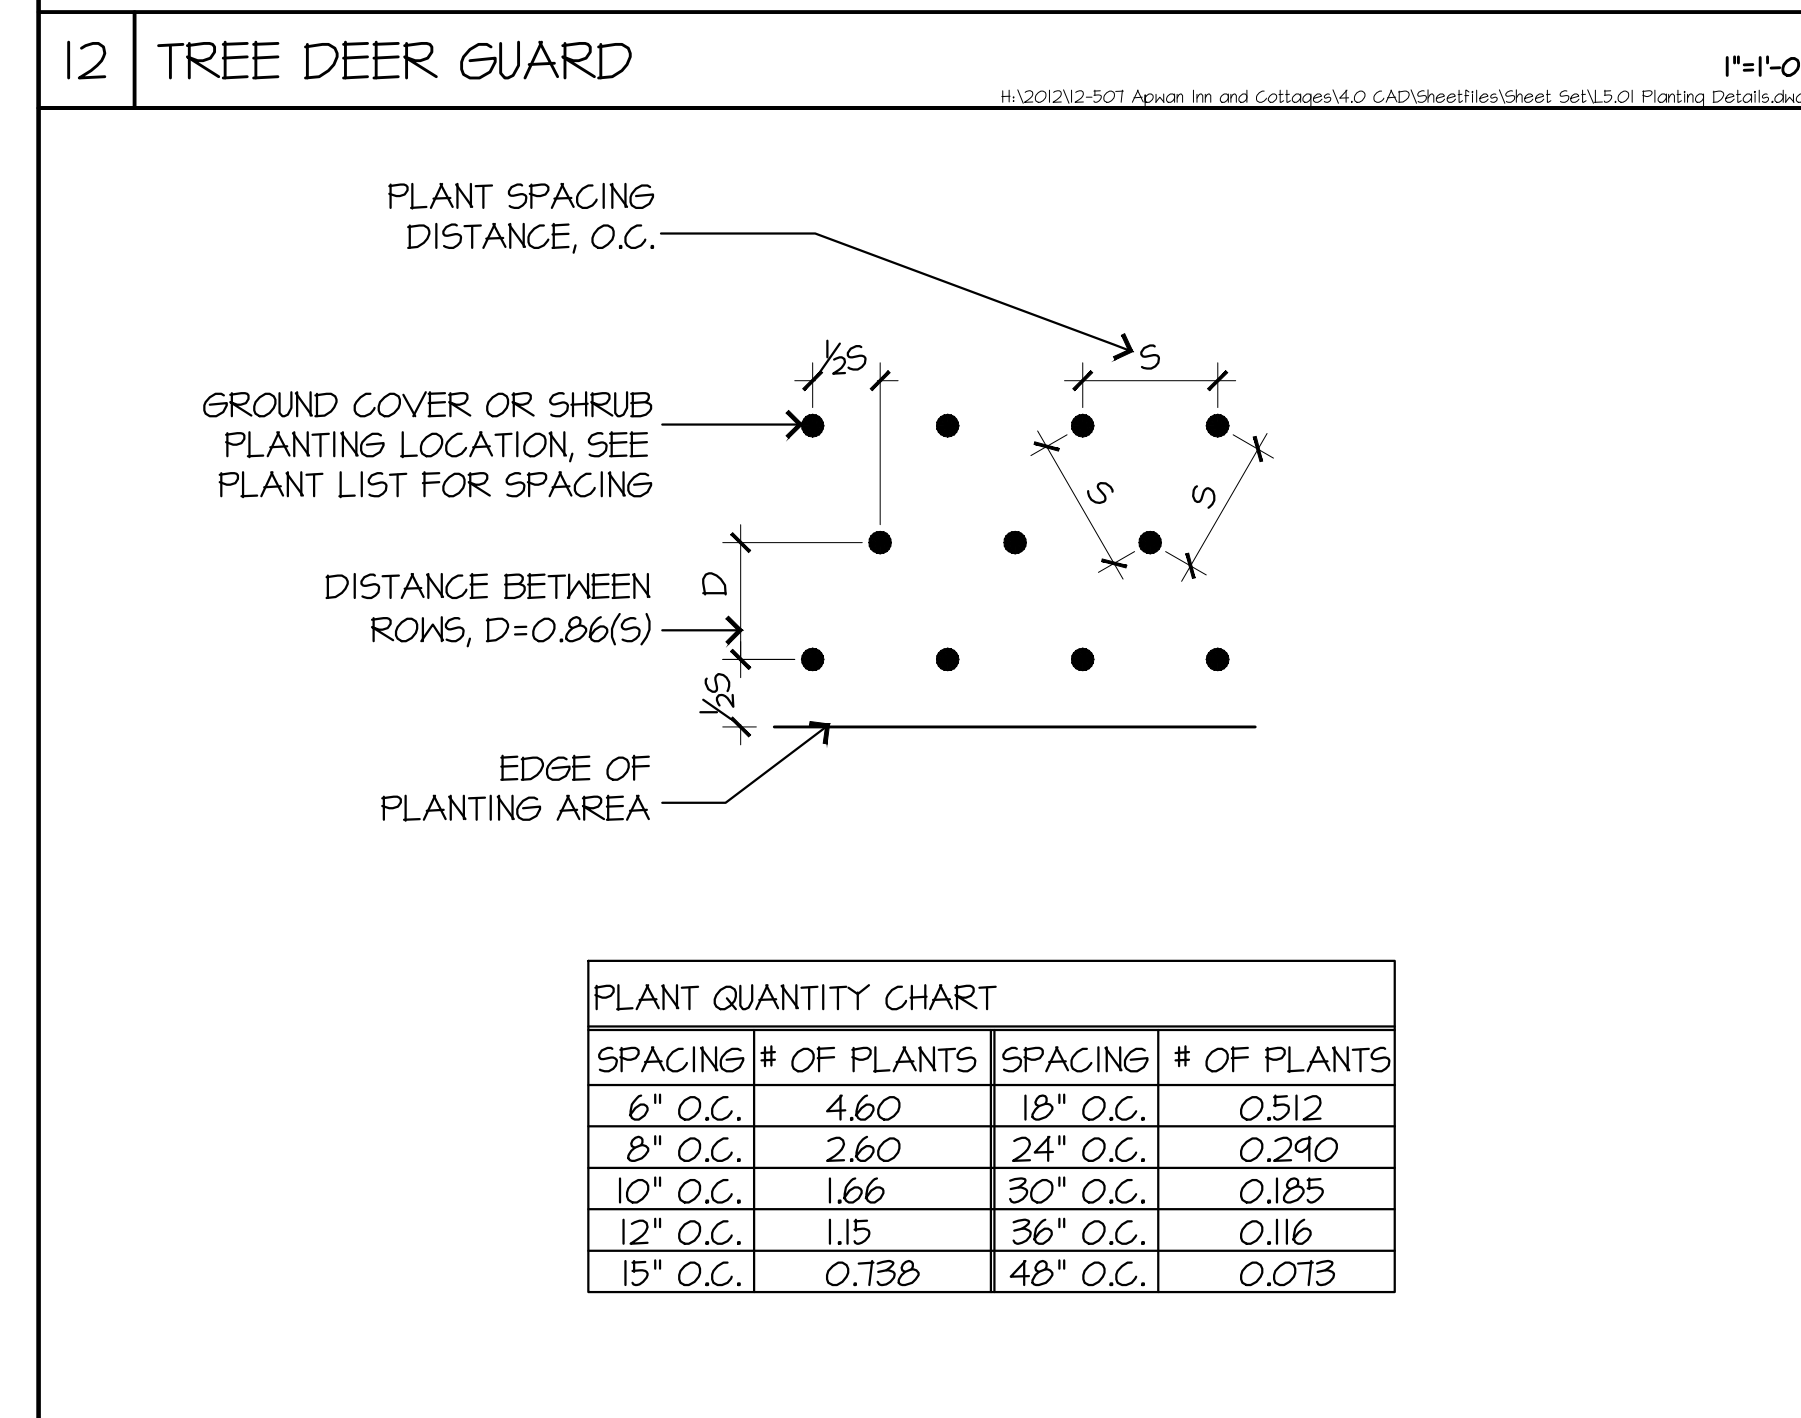 12 TREE DEER GUARD
1"=1'-0
H:\2012\12-507 Apwan Inn and Cottages\4.0 CAD\Sheetfiles\Sheet Set\L5.01 Planting Details.dwg
PLANT SPACING
DISTANCE, O.C.
½S
S
GROUND COVER OR SHRUB
PLANTING LOCATION, SEE
PLANT LIST FOR SPACING
S
S
DISTANCE BETWEEN
ROWS, D=0.86(S)
D
½S
EDGE OF
PLANTING AREA
PLANT QUANTITY CHART
SPACING # OF PLANTS SPACING # OF PLANTS
6" O.C. 4.60 18" O.C. 0.512
8" O.C. 2.60 24" O.C. 0.290
10" O.C. 1.66 30" O.C. 0.185
12" O.C. 1.15 36" O.C. 0.116
15" O.C. 0.738 48" O.C. 0.073